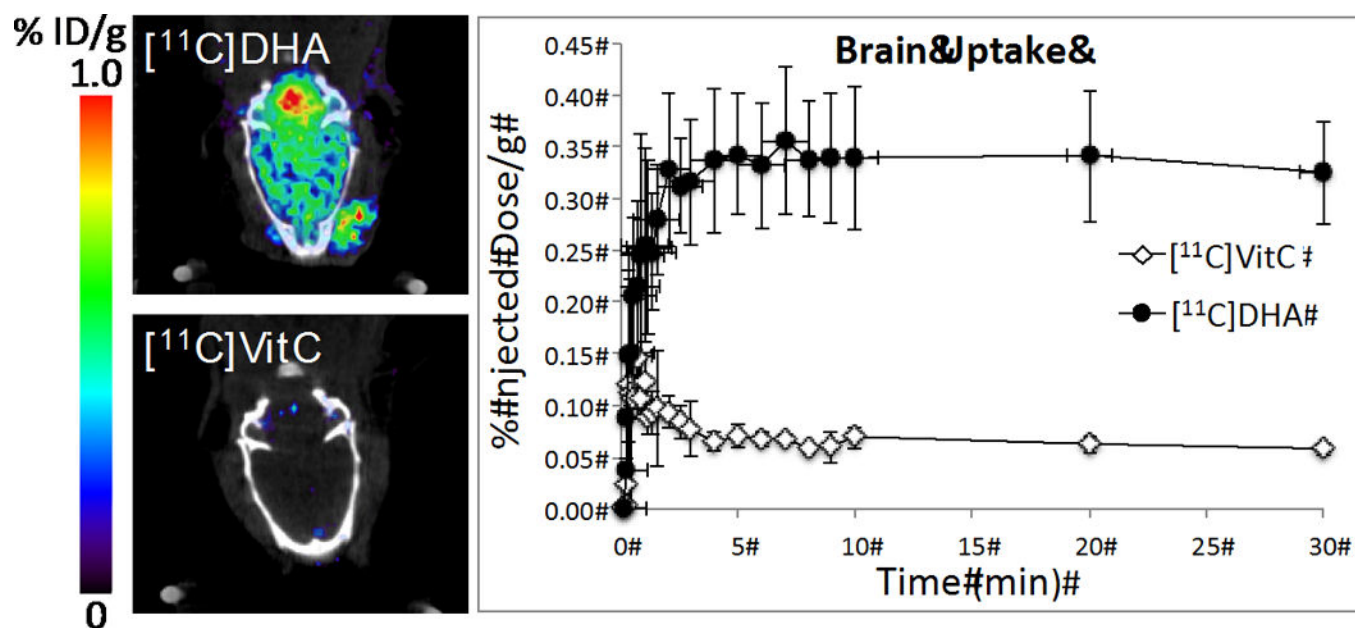 % ID/g
1.0
0
[¹¹C]DHA
[¹¹C]VitC
Brain&Uptake&
%#Injected#Dose/g#
0.45#
0.40#
0.35#
0.30#
0.25#
0.20#
0.15#
0.10#
0.05#
0.00#
[¹¹C]VitC#
[¹¹C]DHA#
0#
5#
10#
15#
20#
25#
30#
Time#(min)#